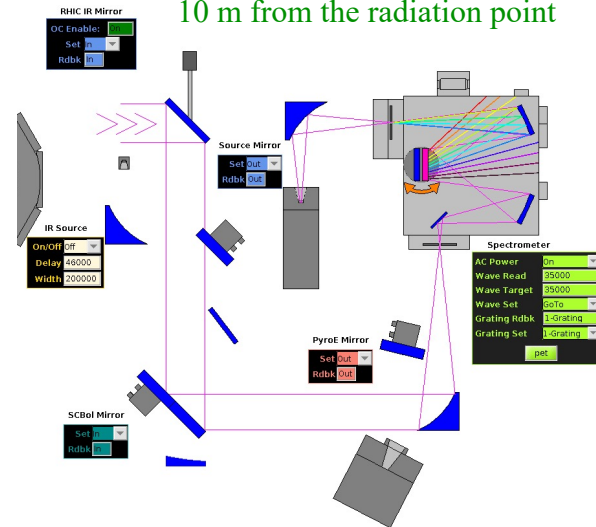 10 m from the radiation point
RHIC IR Mirror
OC Enable: On
Set In
Rdbk In
Source Mirror
Set Out
Rdbk Out
IR Source
On/Off Off
Delay 46000
Width 200000
Spectrometer
AC Power On
Wave Read 35000
Wave Target 35000
Wave Set GoTo
Grating Rdbk 1-Grating
Grating Set 1-Grating
pet
PyroE Mirror
Set Out
Rdbk Out
SCBol Mirror
Set In
Rdbk In